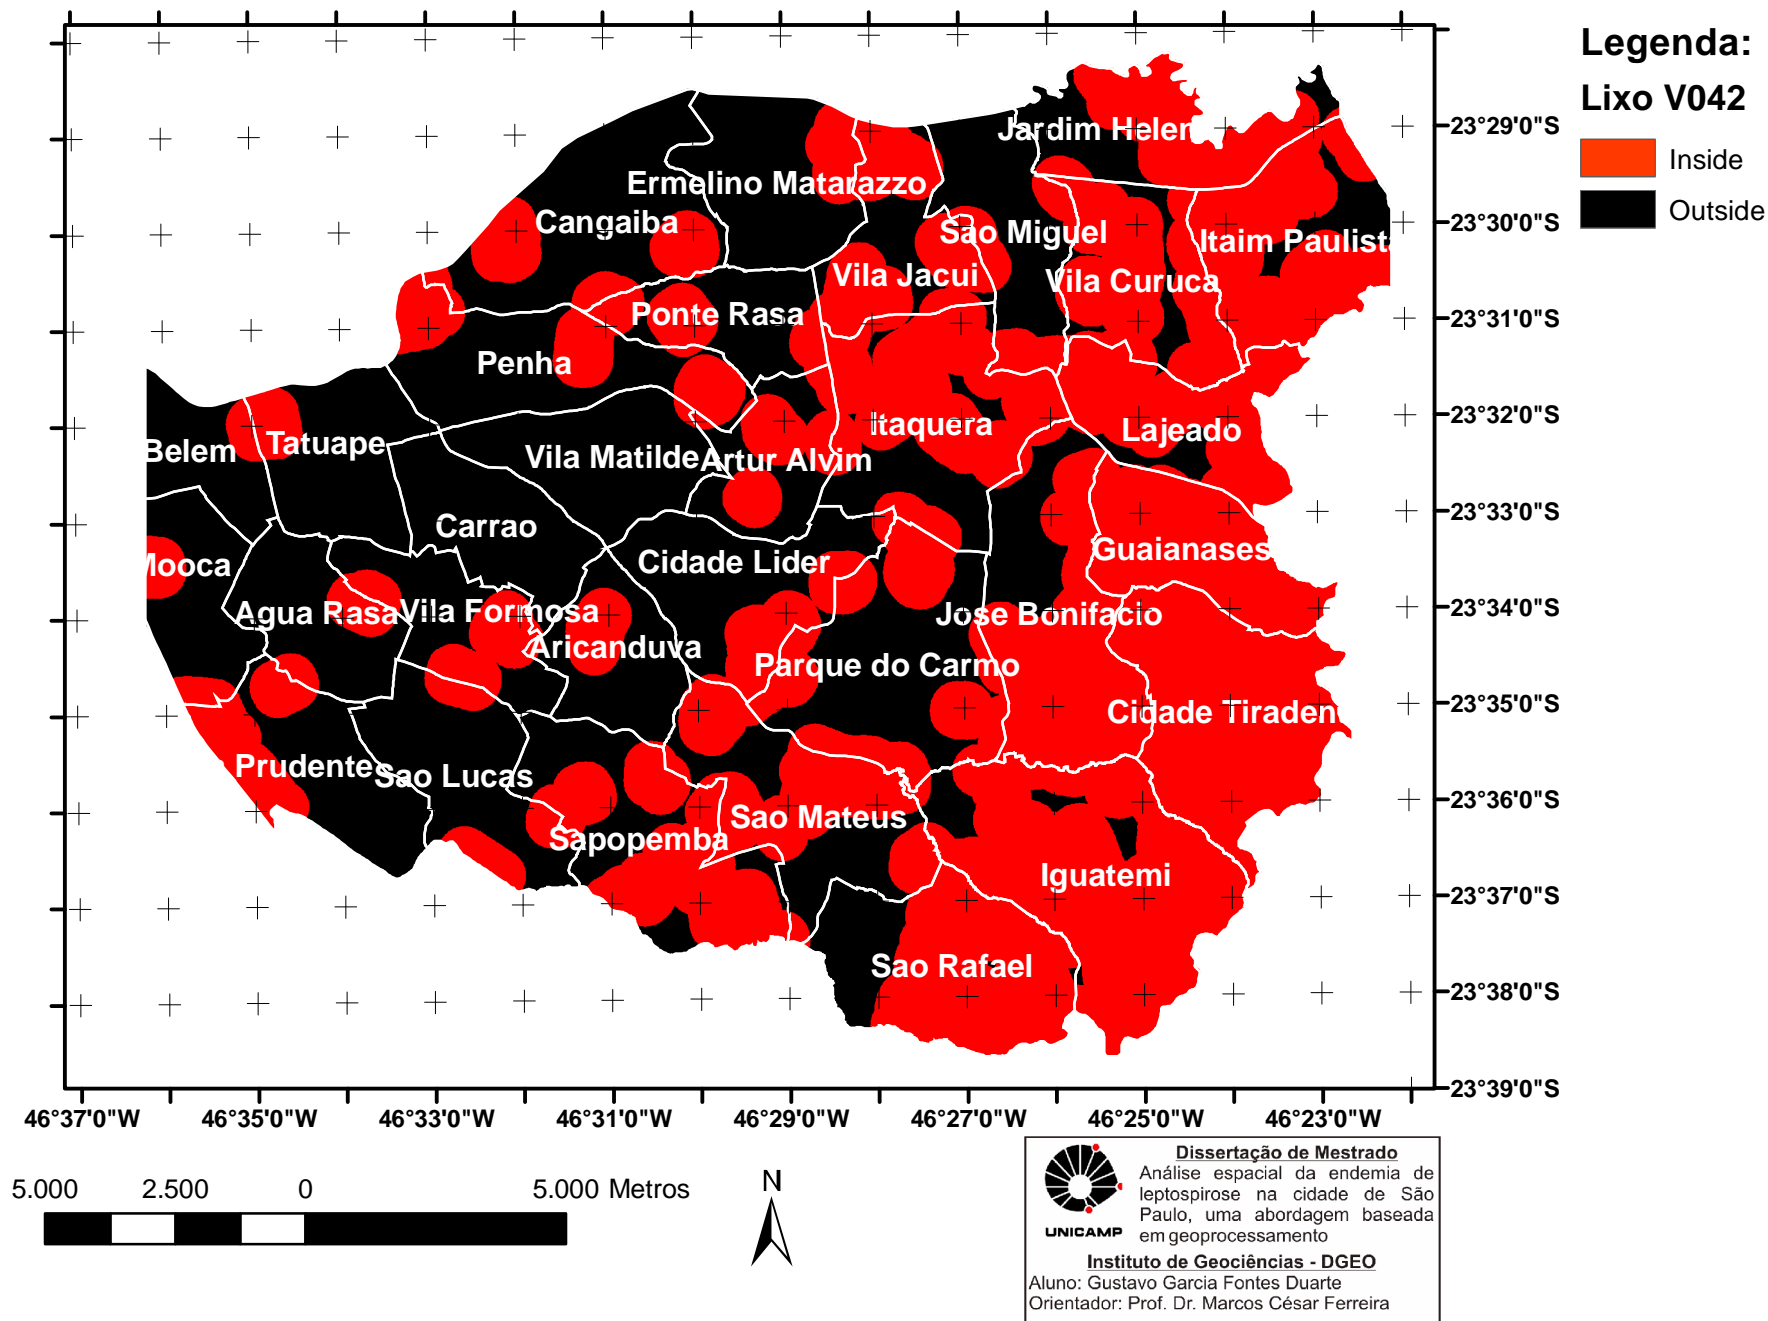 Legenda:
Lixo V042
Inside
Outside
Jardim Helen
Ermelino Matarazzo
Cangaiba
Sao Miguel
Itaim Paulista
Vila Jacui
Vila Curuca
Ponte Rasa
Penha
Itaquera
Lajeado
Belem
Tatuape
Vila Matilde
Artur Alvim
Carrao
Guaianases
Mooca
Cidade Lider
Agua Rasa
Vila Formosa
Jose Bonifacio
Aricanduva
Parque do Carmo
Cidade Tiraden
Prudente
Sao Lucas
Sao Mateus
Sapopemba
Iguatemi
Sao Rafael
23°29'0"S
23°30'0"S
23°31'0"S
23°32'0"S
23°33'0"S
23°34'0"S
23°35'0"S
23°36'0"S
23°37'0"S
23°38'0"S
23°39'0"S
46°37'0"W 46°35'0"W 46°33'0"W 46°31'0"W 46°29'0"W 46°27'0"W 46°25'0"W 46°23'0"W
5.000 2.500 0 5.000 Metros
N
UNICAMP
Dissertação de Mestrado
Análise espacial da endemia de
leptospirose na cidade de São
Paulo, uma abordagem baseada
em geoprocessamento
Instituto de Geociências - DGEO
Aluno: Gustavo Garcia Fontes Duarte
Orientador: Prof. Dr. Marcos César Ferreira